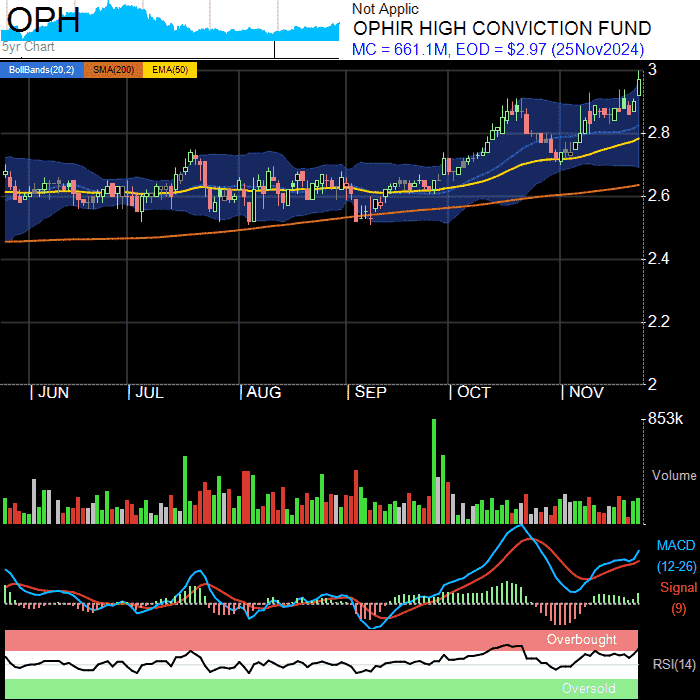 OPH
5yr Chart
Not Applic
OPHIR HIGH CONVICTION FUND
MC = 661.1M, EOD = $2.97 (25Nov2024)
BollBands(20,2) SMA(200) EMA(50)
3
2.8
2.6
2.4
2.2
2
JUN JUL AUG SEP OCT NOV
853k
Volume
MACD
(12-26)
Signal
(9)
Overbought
RSI(14)
Oversold